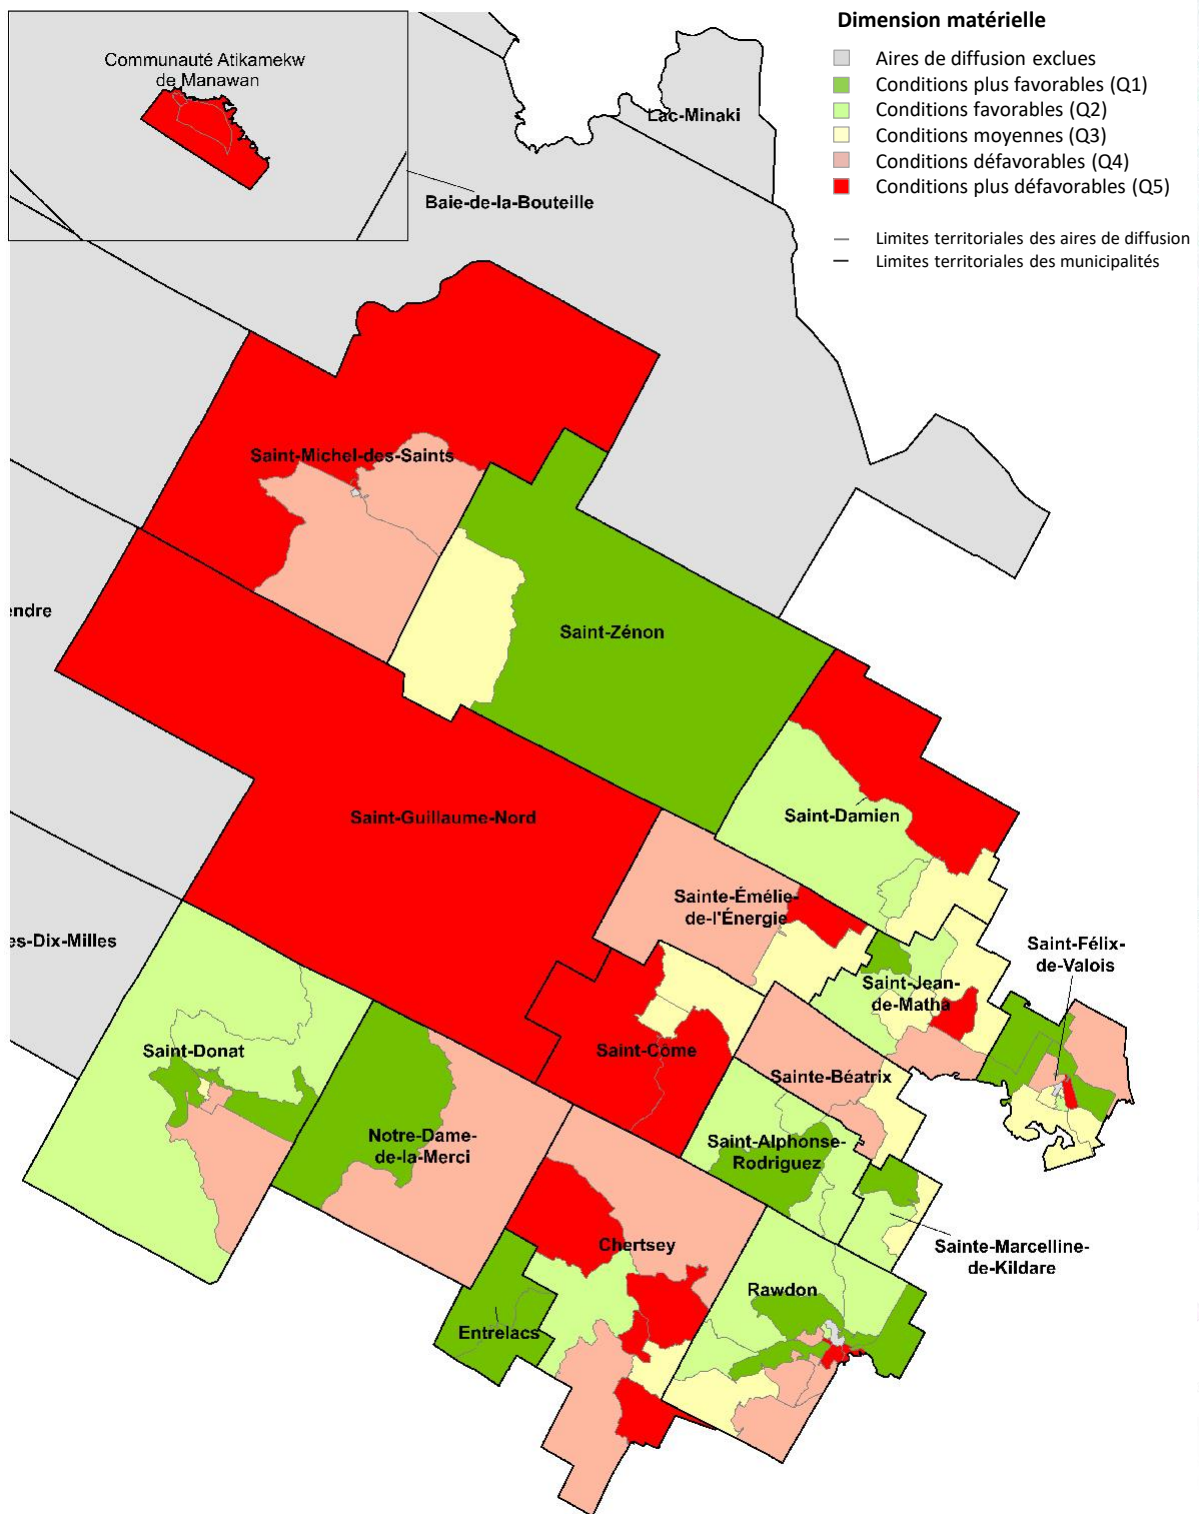 Communauté Atikamekw
de Manawan
Dimension matérielle
Aires de diffusion exclues
Conditions plus favorables (Q1)
Conditions favorables (Q2)
Conditions moyennes (Q3)
Conditions défavorables (Q4)
Conditions plus défavorables (Q5)
Limites territoriales des aires de diffusion
Limites territoriales des municipalités
Lac-Minaki
Baie-de-la-Bouteille
Saint-Michel-des-Saints
endre
Saint-Zénon
Saint-Guillaume-Nord
Saint-Damien
Sainte-Émélie-
de-l'Énergie
es-Dix-Milles
Saint-Félix-
de-Valois
Saint-Jean-
de-Matha
Saint-Donat
Saint-Côme
Sainte-Béatrix
Notre-Dame-
de-la-Merci
Saint-Alphonse-
Rodriguez
Chertsey
Sainte-Marcelline-
de-Kildare
Rawdon
Entrelacs